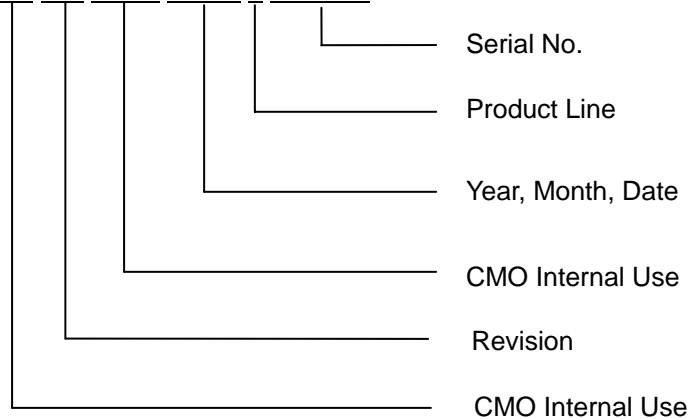 Serial No.
Product Line
Year, Month, Date
CMO Internal Use
Revision
CMO Internal Use